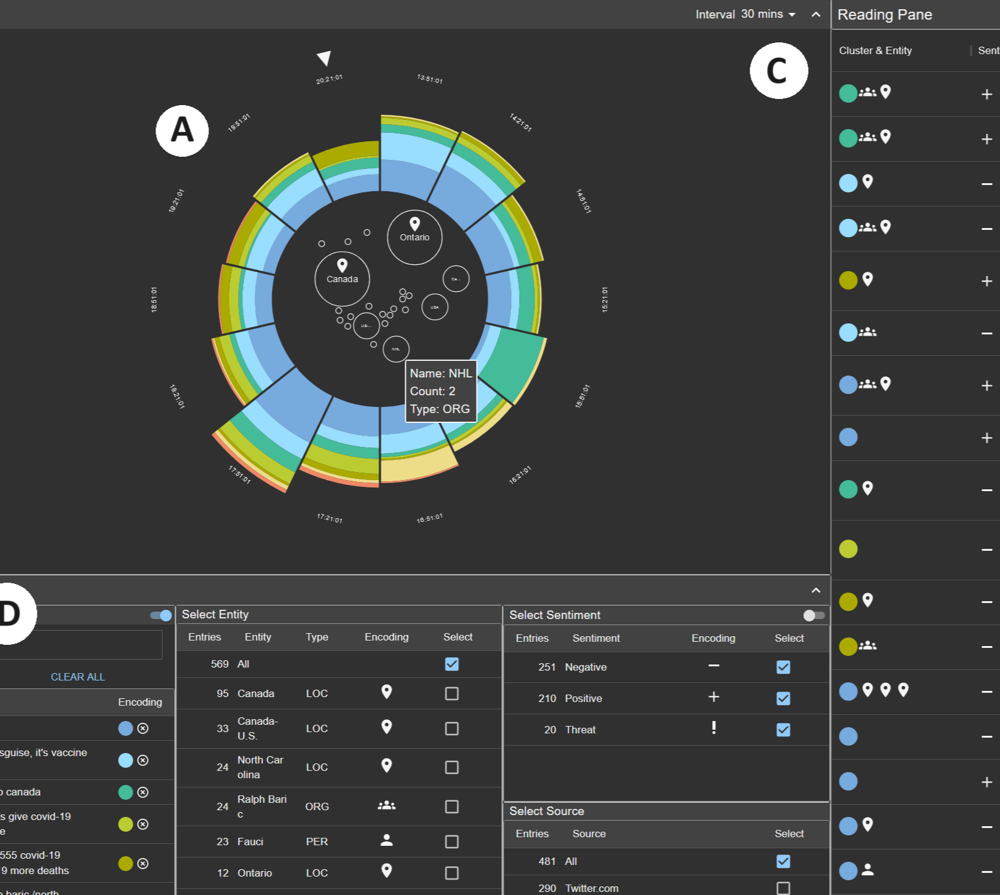 Interval 30 mins
Reading Pane
Cluster & Entity
Sent
C
A
20:21:01
13:51:01
19:51:01
14:21:01
19:21:01
14:51:01
18:51:01
15:21:01
18:21:01
15:51:01
17:51:01
16:21:01
17:21:01
16:51:01
Ontario
Canada
Ca...
USA
US-...
NHL
Name: NHL
Count: 2
Type: ORG
D
CLEAR ALL
Encoding
sguise, it's vaccine
o canada
s give covid-19
e
555 covid-19
9 more deaths
n baric /north
Select Entity
Entries Entity Type Encoding Select
569 All
95 Canada LOC
33 Canada-
U.S. LOC
24 North Car
olina LOC
24 Ralph Bari
c ORG
23 Fauci PER
12 Ontario LOC
Select Sentiment
Entries Sentiment Encoding Select
251 Negative −
210 Positive +
20 Threat !
Select Source
Entries Source Select
481 All
290 Twitter.com